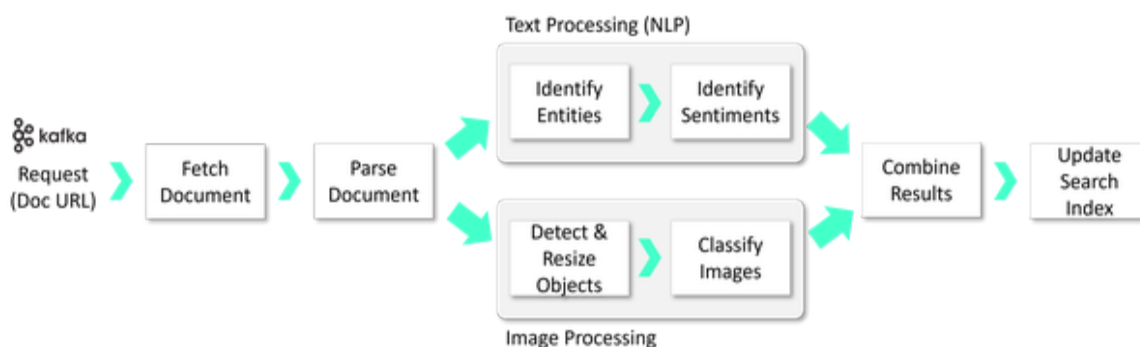 kafka
Request
(Doc URL)
Fetch
Document
Parse
Document
Text Processing (NLP)
Identify
Entities
Identify
Sentiments
Detect &
Resize
Objects
Classify
Images
Image Processing
Combine
Results
Update
Search
Index